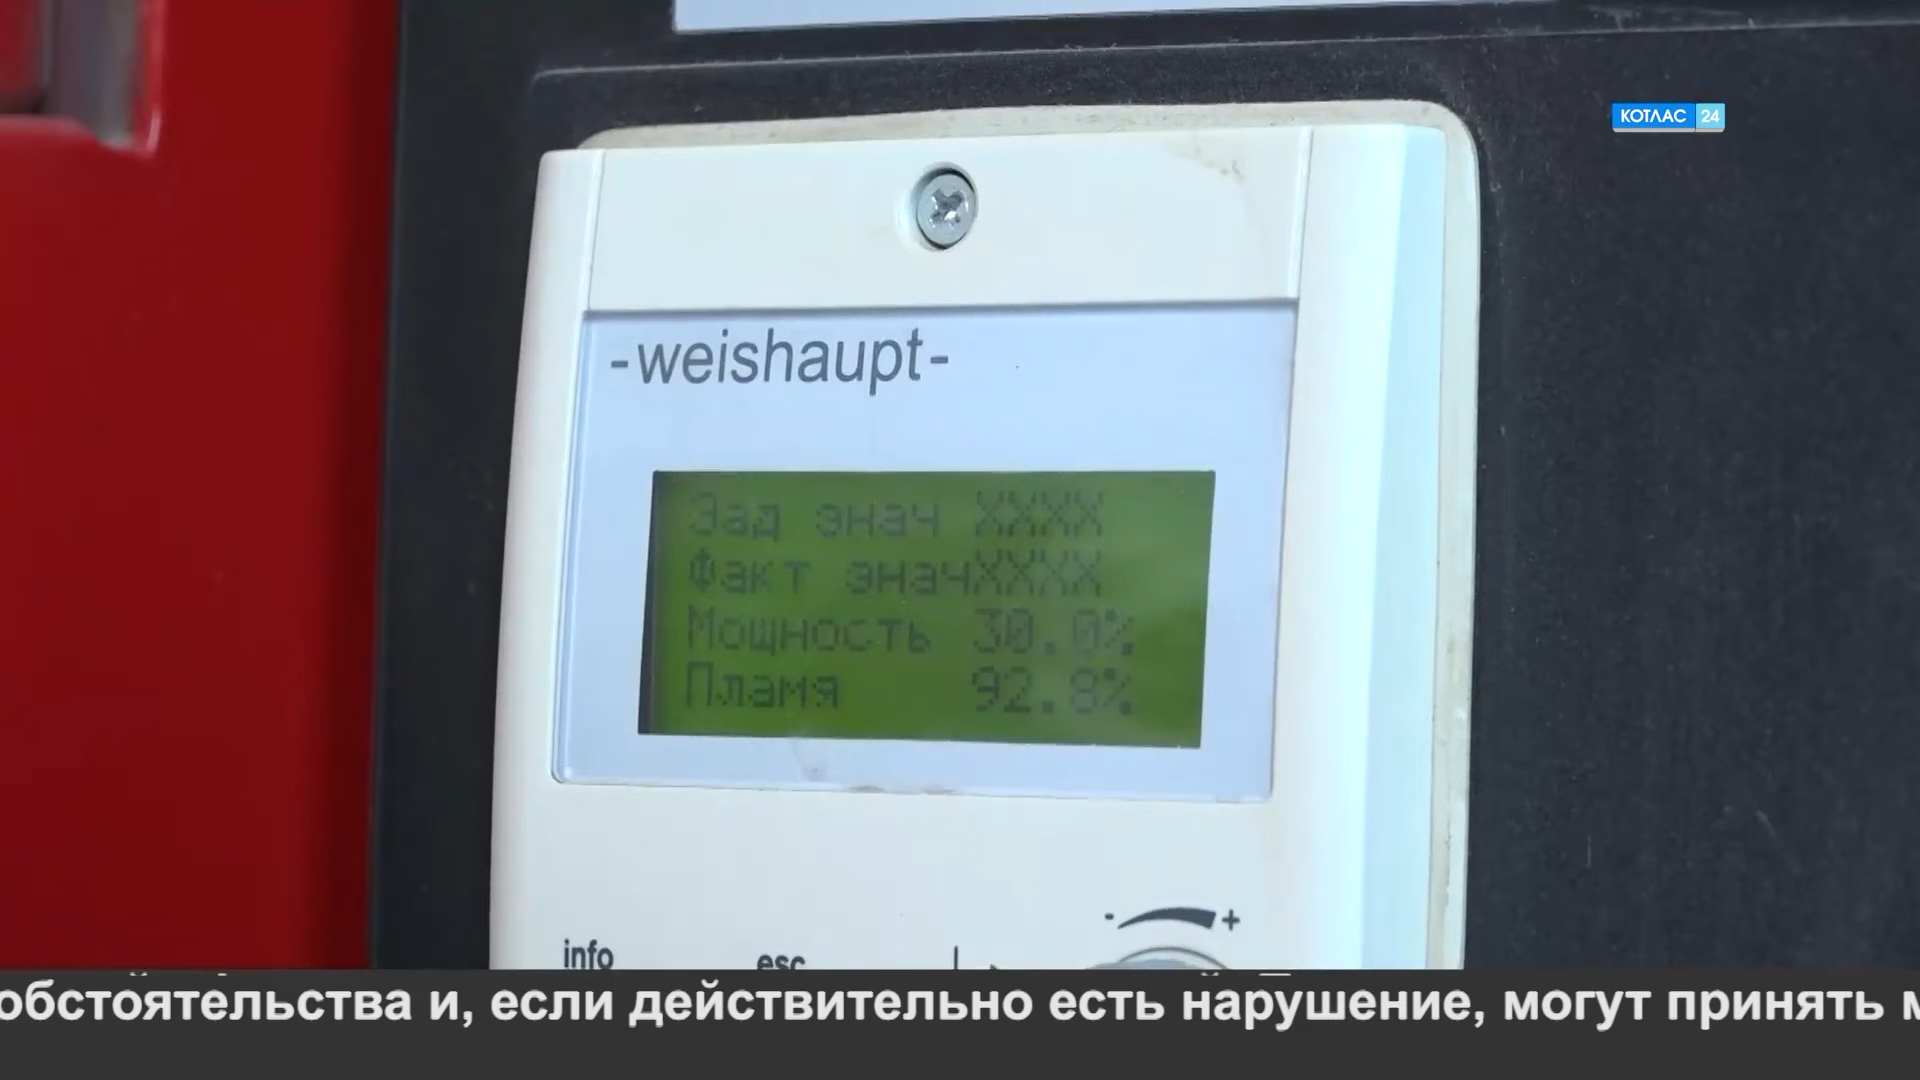 КОТЛАС 24
-weishaupt-
Зад знач XXXX
Факт значXXXX
Мощность 30.0%
Пламя 92.8%
- +
info esc
обстоятельства и, если действительно есть нарушение, могут принять